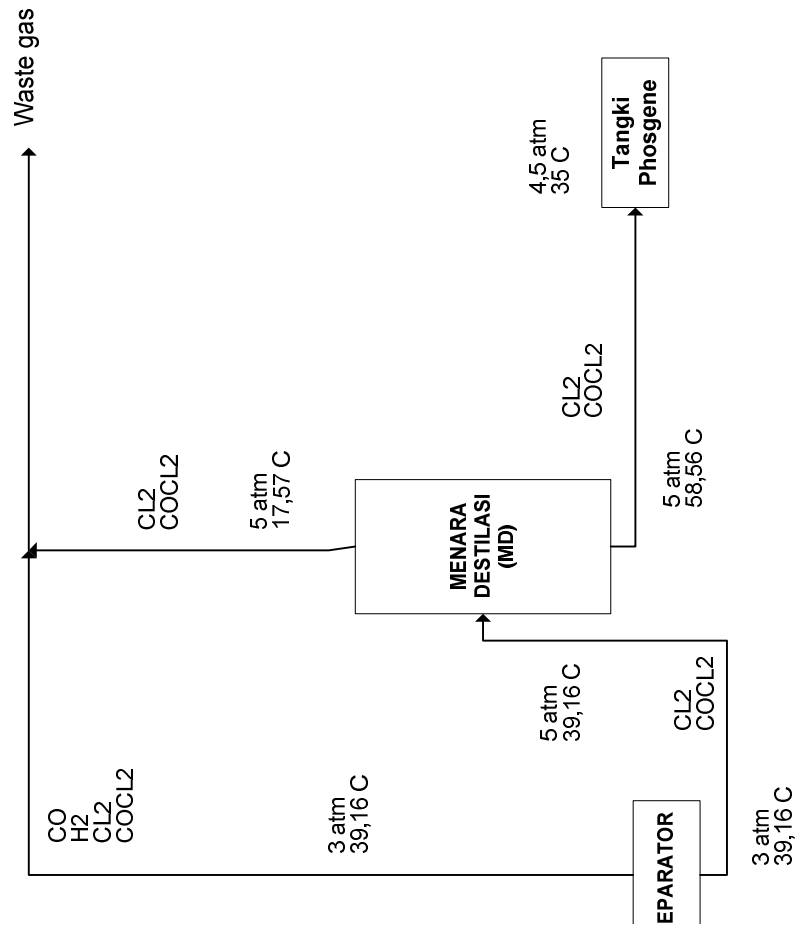 Waste gas
4,5 atm
35 C
Tangki
Phosgene
CL2
COCL2
5 atm
17,57 C
CL2
COCL2
5 atm
58,56 C
MENARA
DESTILASI
(MD)
CO
H2
CL2
COCL2
3 atm
39,16 C
5 atm
39,16 C
CL2
COCL2
EPARATOR
3 atm
39,16 C